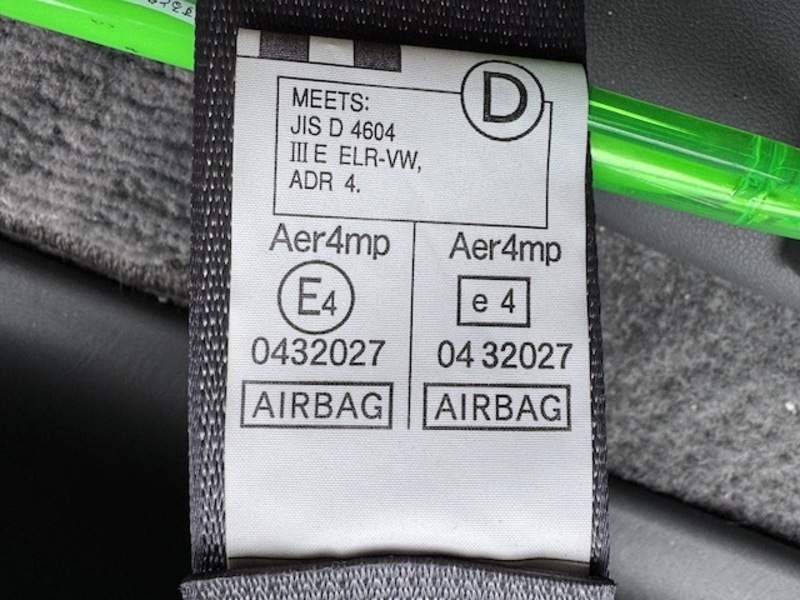 D
MEETS:
JIS D 4604
III E ELR-VW,
ADR 4.
Aer4mp
E4
0432027
AIRBAG
Aer4mp
e 4
04 32027
AIRBAG